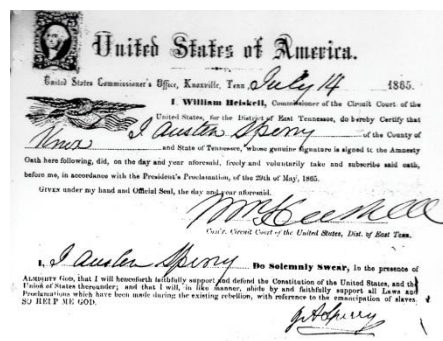 United States of America.
United States Commissioner's Office, Knoxville, Tenn July 14 1865.
I, William Heiskell, Commissioner of the Circuit Court of the
United States, for the District of East Tennessee, do hereby Certify that
J Austen Sperry of the County of
Knox and State of Tennessee, whose genuine signature is signed to the Amnesty
Oath here following, did, on the day and year aforesaid, freely and voluntarily take and subscribe said oath,
before me, in accordance with the President's Proclamation, of the 29th of May, 1865.
GIVEN under my hand and Official Seal, the day and year aforesaid.
Wm Heiskell
Com'r. Circuit Court of the United States, Dist. of East Tenn.
I, J Austen Sperry Do Solemnly Swear, in the presence of
ALMIGHTY GOD, that I will henceforth faithfully support and defend the Constitution of the United States, and the
Union of States thereunder; and that I will, in like manner, abide by and faithfully support all Laws and
Proclamations which have been made during the existing rebellion, with reference to the emancipation of slaves.
SO HELP ME GOD.
Sperry